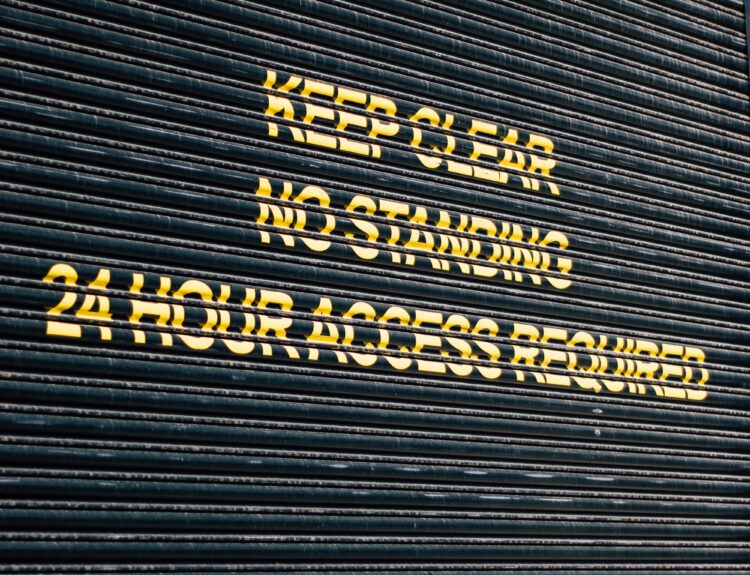 KEEP CLEAR
NO STANDING
24 HOUR ACCESS REQUIRED